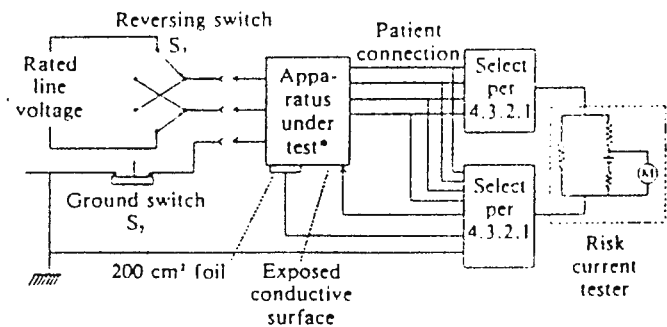 Reversing switch
S₁
Patient
connection
Rated
line
voltage
Appa-
ratus
under
test*
Select
per
4.3.2.1
Ground switch
Select
per
4.3.2.1
200 cm² foil
Exposed
conductive
surface
Risk
current
tester